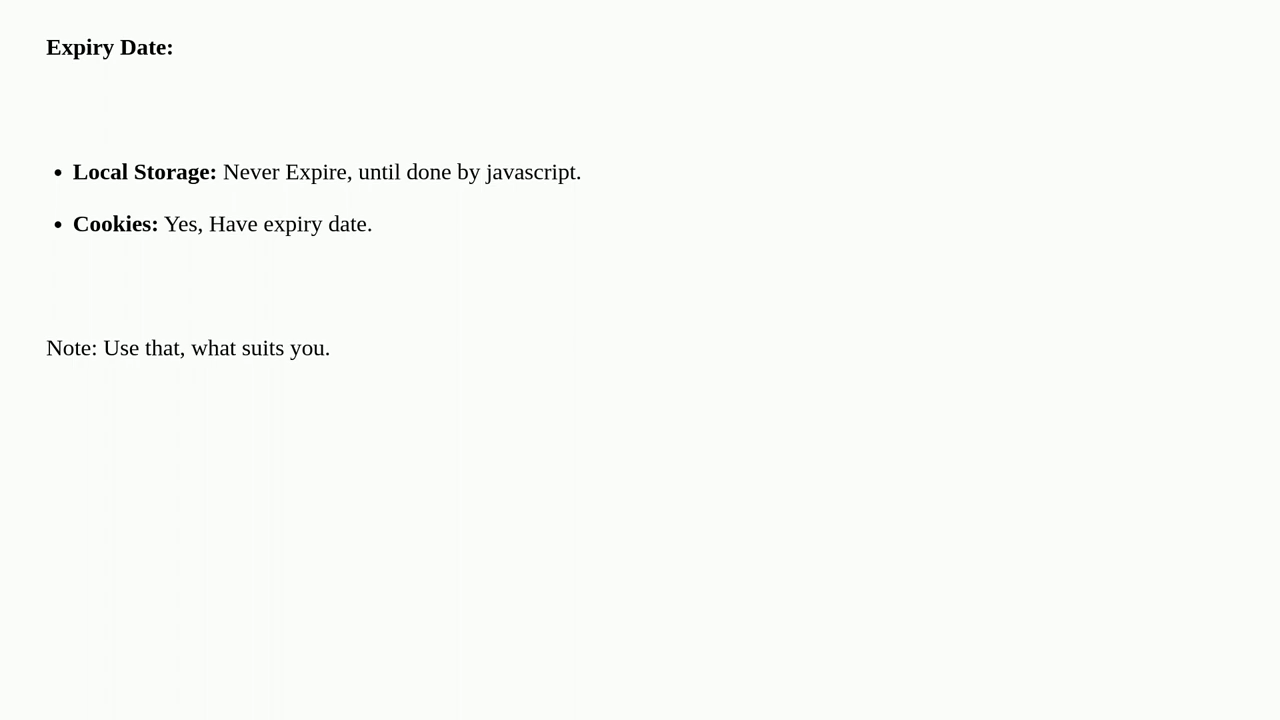 Expiry Date:
• Local Storage: Never Expire, until done by javascript.
• Cookies: Yes, Have expiry date.
Note: Use that, what suits you.